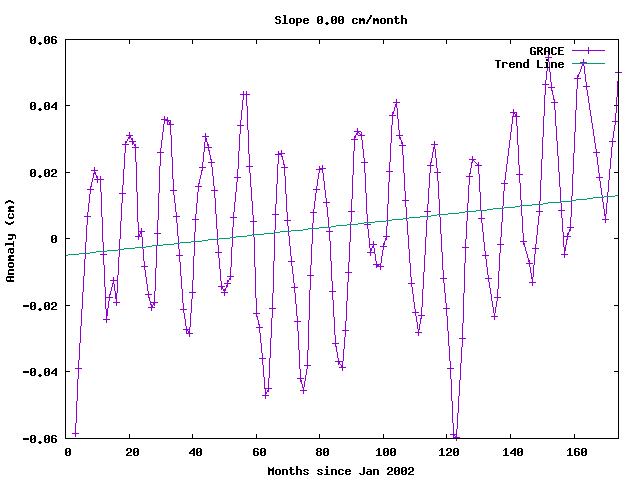 Slope 0.00 cm/month
0.06
GRACE
Trend Line
0.04
0.02
0
-0.02
-0.04
-0.06
Anomaly (cm)
0 20 40 60 80 100 120 140 160
Months since Jan 2002